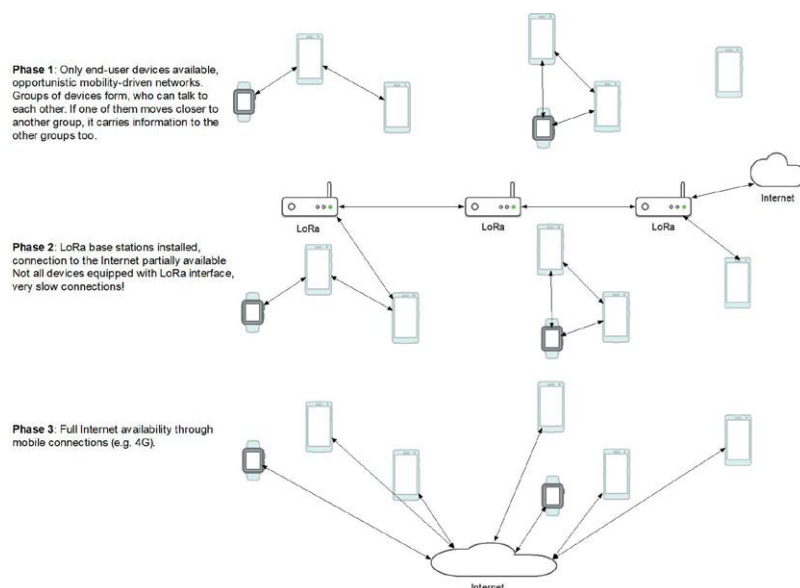 Phase 1: Only end-user devices available,
opportunistic mobility-driven networks.
Groups of devices form, who can talk to
each other. If one of them moves closer to
another group, it carries information to the
other groups too.
Internet
LoRa
LoRa
LoRa
Phase 2: LoRa base stations installed,
connection to the Internet partially available
Not all devices equipped with LoRa interface,
very slow connections!
Phase 3: Full Internet availability through
mobile connections (e.g. 4G).
Internet